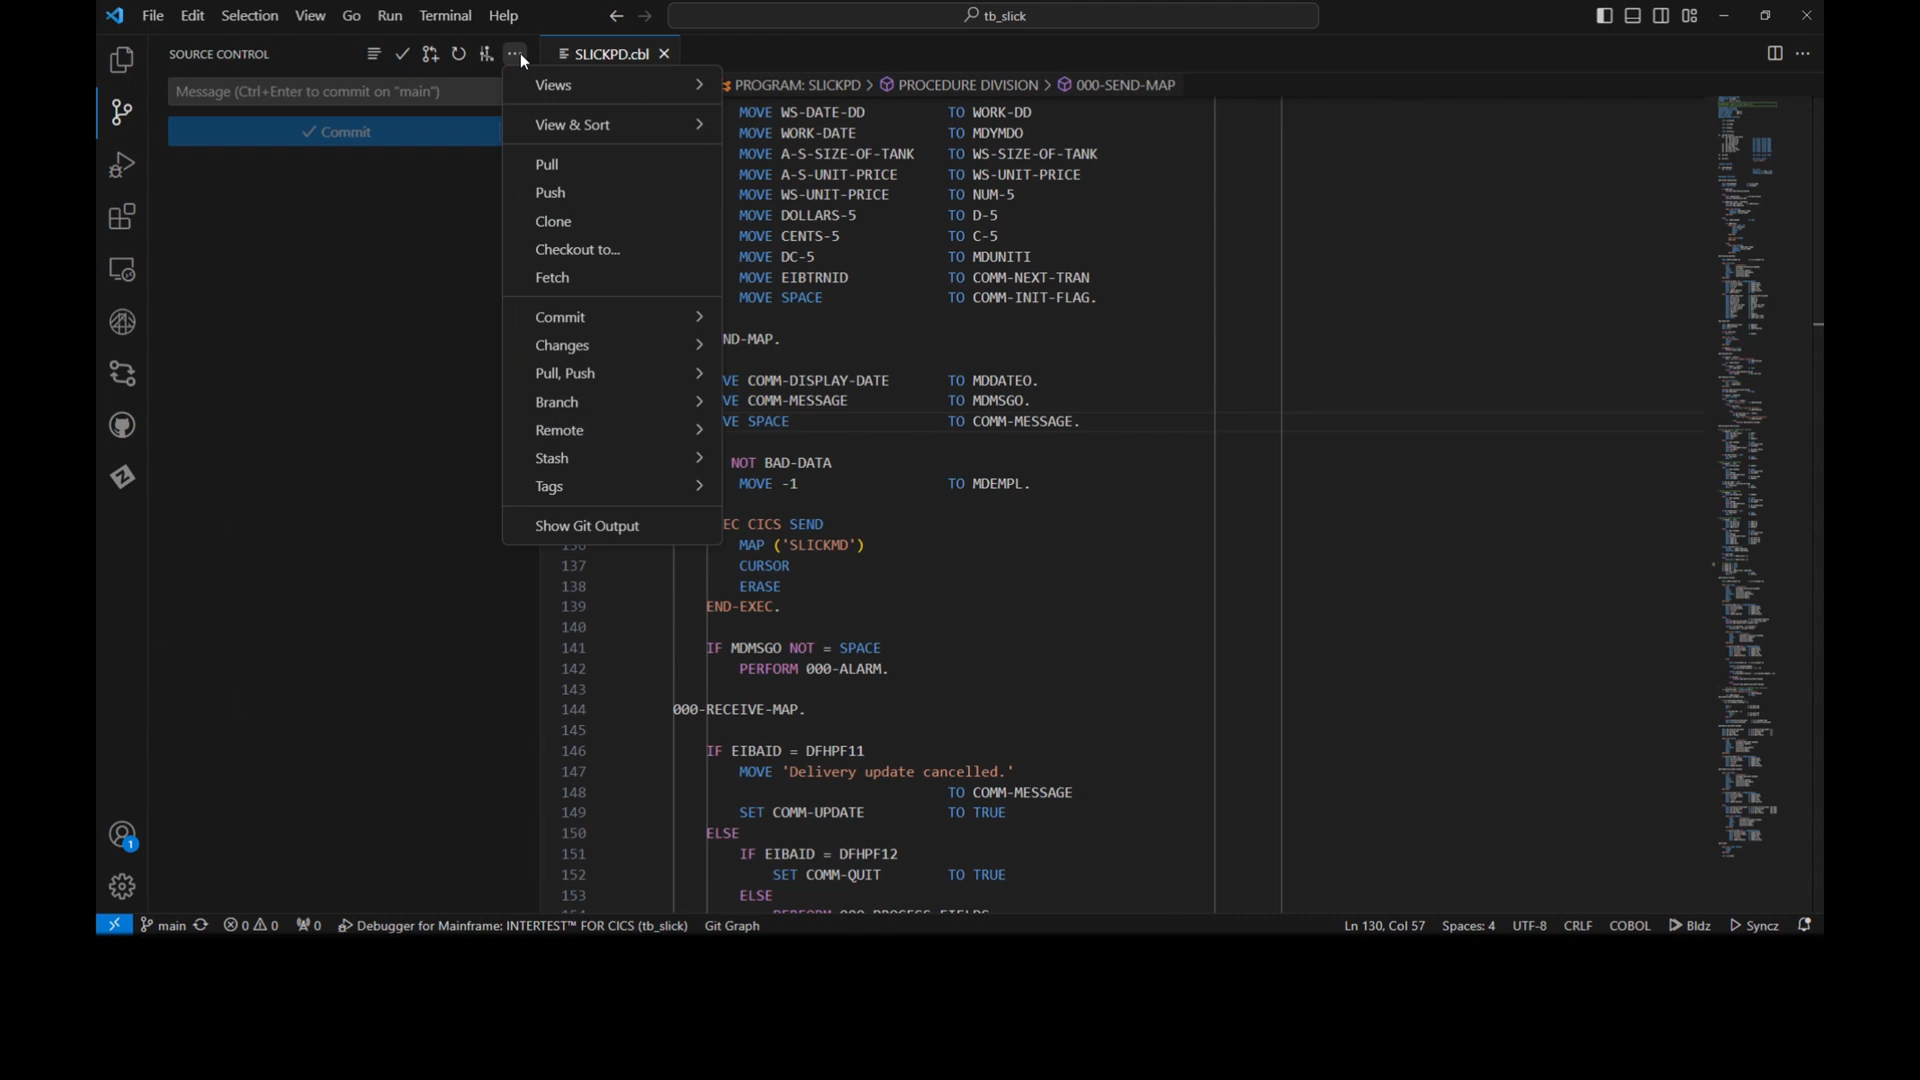 File Edit Selection View Go Run Terminal Help
tb_slick
SOURCE CONTROL
SLICKPD.cbl
Message (Ctrl+Enter to commit on "main")
PROGRAM: SLICKPD > PROCEDURE DIVISION > 000-SEND-MAP
Commit
Views
View & Sort
Pull
Push
Clone
Checkout to...
Fetch
Commit
Changes
Pull, Push
Branch
Remote
Stash
Tags
Show Git Output
MOVE WS-DATE-DD TO WORK-DD
MOVE WORK-DATE TO MDYMDO
MOVE A-S-SIZE-OF-TANK TO WS-SIZE-OF-TANK
MOVE A-S-UNIT-PRICE TO WS-UNIT-PRICE
MOVE WS-UNIT-PRICE TO NUM-5
MOVE DOLLARS-5 TO D-5
MOVE CENTS-5 TO C-5
MOVE DC-5 TO MDUNITI
MOVE EIBTRNID TO COMM-NEXT-TRAN
MOVE SPACE TO COMM-INIT-FLAG.
ND-MAP.
VE COMM-DISPLAY-DATE TO MDDATEO.
VE COMM-MESSAGE TO MDMSGO.
VE SPACE TO COMM-MESSAGE.
NOT BAD-DATA
MOVE -1 TO MDEMPL.
EC CICS SEND
136 MAP ('SLICKMD')
137 CURSOR
138 ERASE
139 END-EXEC.
140
141 IF MDMSGO NOT = SPACE
142 PERFORM 000-ALARM.
143
144 000-RECEIVE-MAP.
145
146 IF EIBAID = DFHPF11
147 MOVE 'Delivery update cancelled.'
148 TO COMM-MESSAGE
149 SET COMM-UPDATE TO TRUE
150 ELSE
151 IF EIBAID = DFHPF12
152 SET COMM-QUIT TO TRUE
153 ELSE
154 PERFORM 000-PROCESS-FIELDS
1
main 0 0 0 Debugger for Mainframe: INTERTEST™ FOR CICS (tb_slick) Git Graph Ln 130, Col 57 Spaces: 4 UTF-8 CRLF COBOL Bldz Syncz